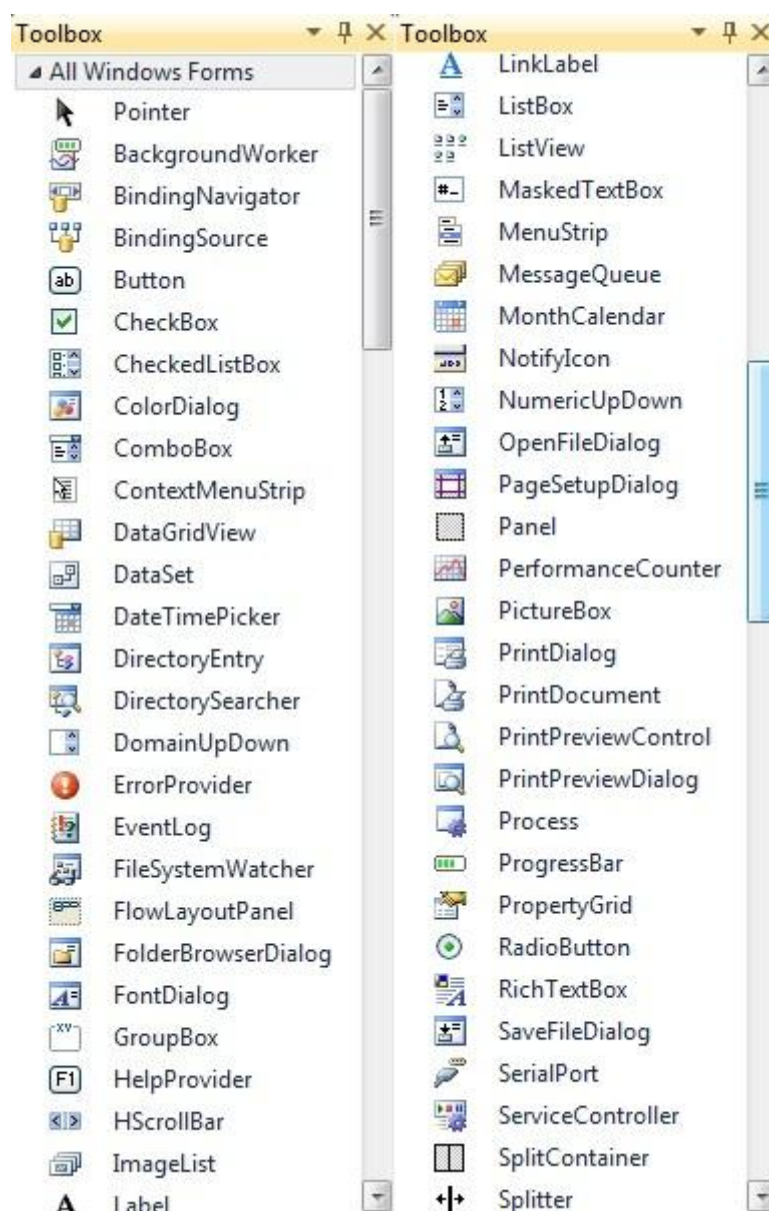 Toolbox
All Windows Forms
Pointer
BackgroundWorker
BindingNavigator
BindingSource
ab Button
CheckBox
CheckedListBox
ColorDialog
ComboBox
ContextMenuStrip
DataGridView
DataSet
DateTimePicker
DirectoryEntry
DirectorySearcher
DomainUpDown
ErrorProvider
EventLog
FileSystemWatcher
FlowLayoutPanel
FolderBrowserDialog
FontDialog
GroupBox
F1 HelpProvider
HScrollBar
ImageList
A Label
Toolbox
A LinkLabel
ListBox
ListView
#_ MaskedTextBox
MenuStrip
MessageQueue
MonthCalendar
NotifyIcon
NumericUpDown
OpenFileDialog
PageSetupDialog
Panel
PerformanceCounter
PictureBox
PrintDialog
PrintDocument
PrintPreviewControl
PrintPreviewDialog
Process
ProgressBar
PropertyGrid
RadioButton
RichTextBox
SaveFileDialog
SerialPort
ServiceController
SplitContainer
Splitter